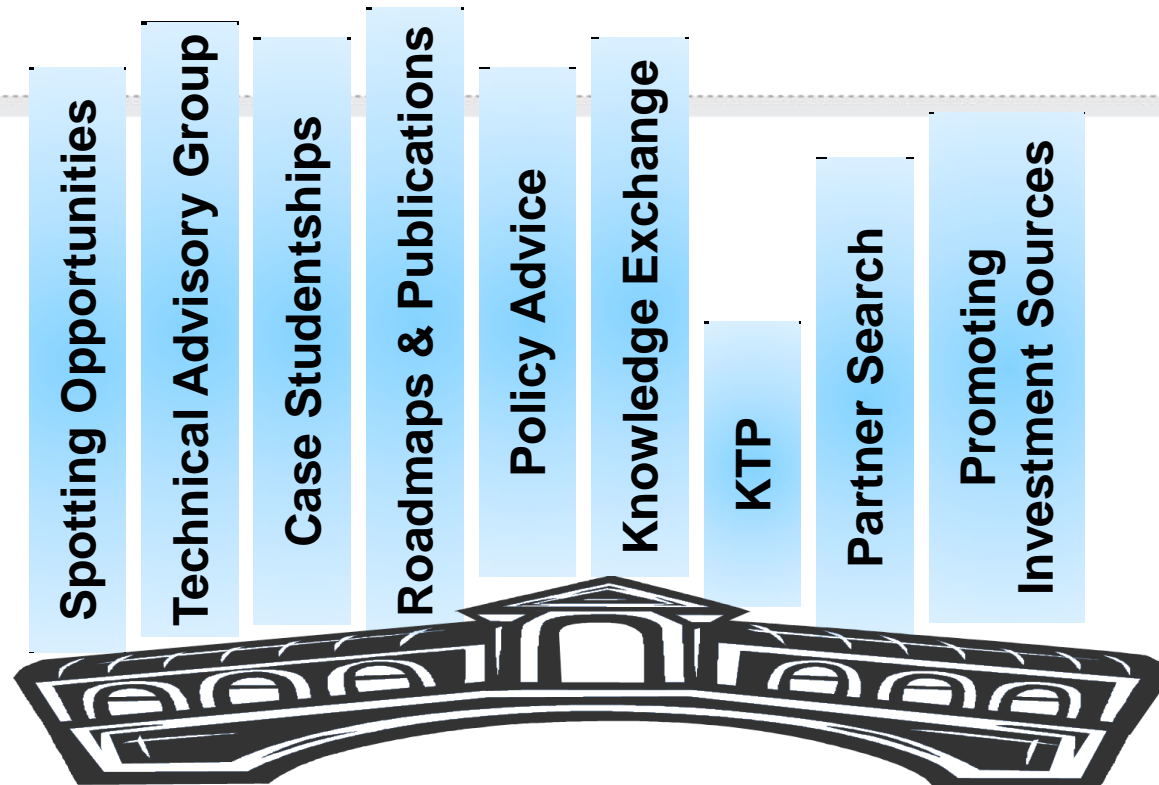 Spotting Opportunities
Technical Advisory Group
Case Studentships
Roadmaps & Publications
Policy Advice
Knowledge Exchange
KTP
Partner Search
Promoting
Investment Sources